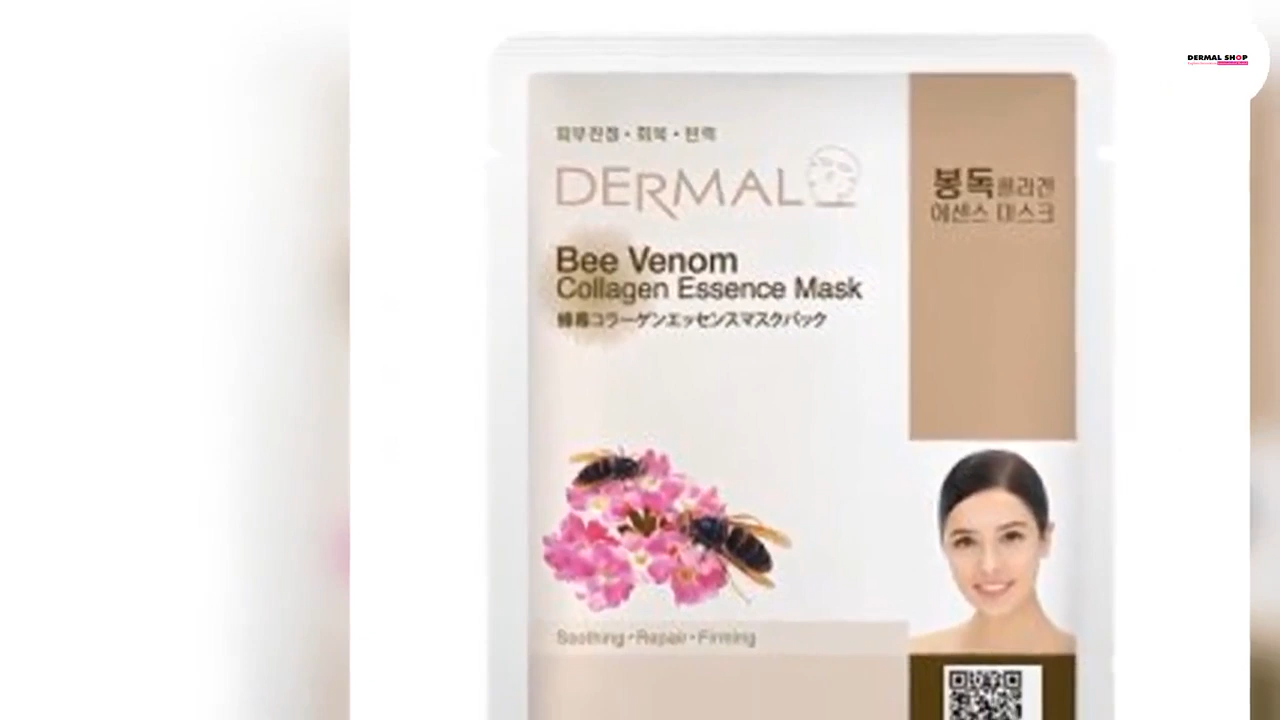 DERMAL SHOP
피부진정 · 회복 · 탄력
DERMAL
Bee Venom
Collagen Essence Mask
蜂毒コラーゲンエッセンスマスクパック
봉독콜라겐
에센스 마스크
Soothing · Repair · Firming